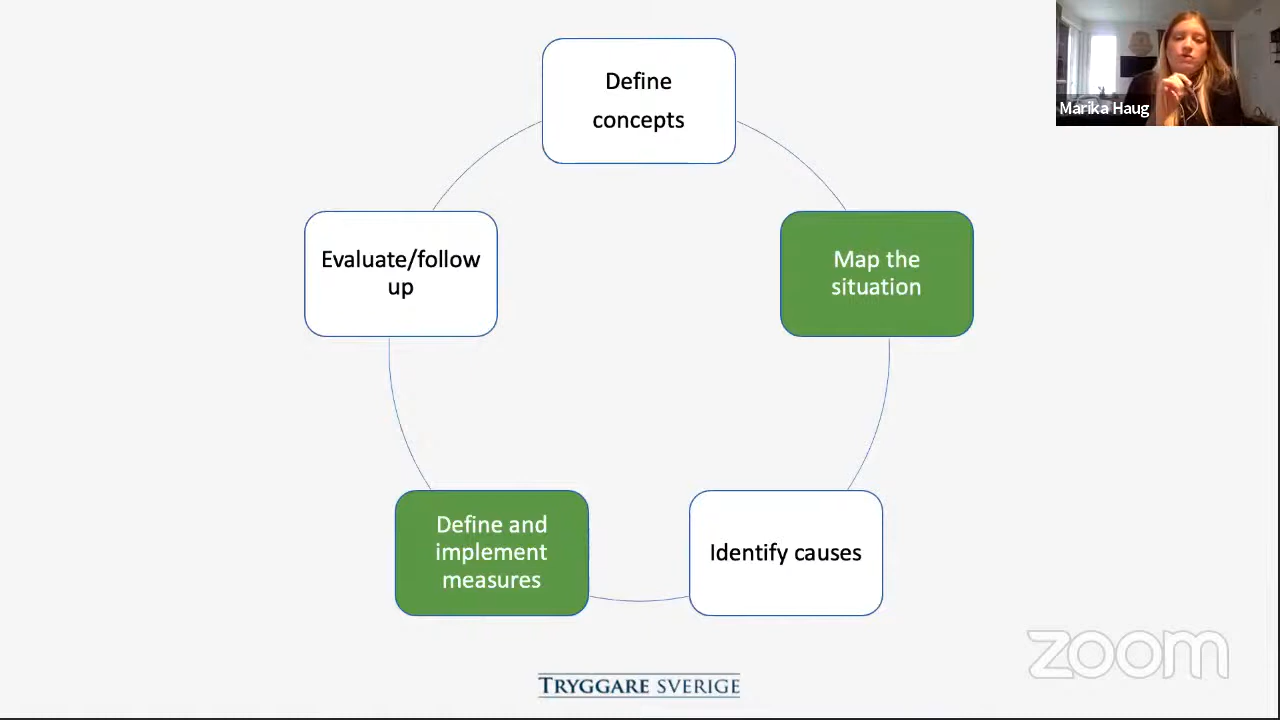 Define
concepts
Marika Haug
Evaluate/follow
up
Map the
situation
Define and
implement
measures
Identify causes
zoom
TRYGGARE SVERIGE